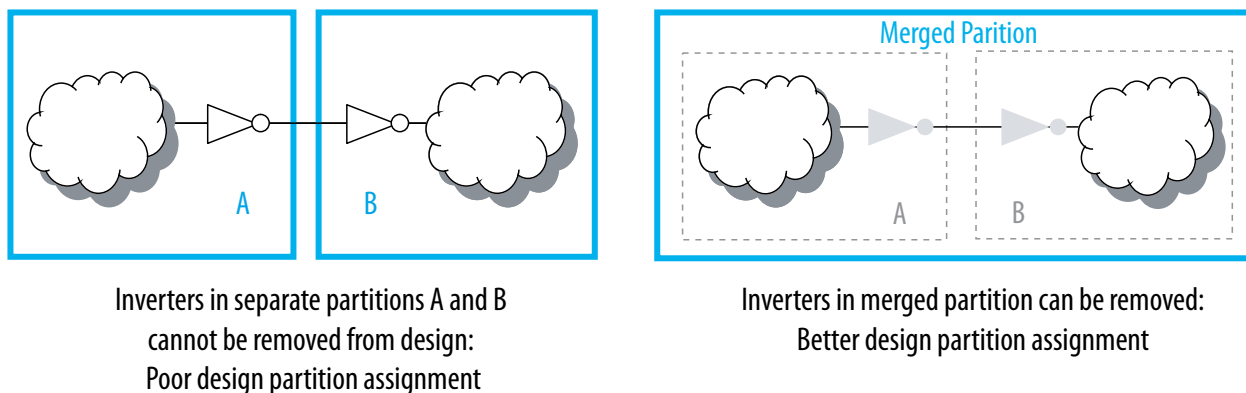 A
B
Inverters in separate partitions A and B
cannot be removed from design:
Poor design partition assignment
Merged Parition
A
B
Inverters in merged partition can be removed:
Better design partition assignment